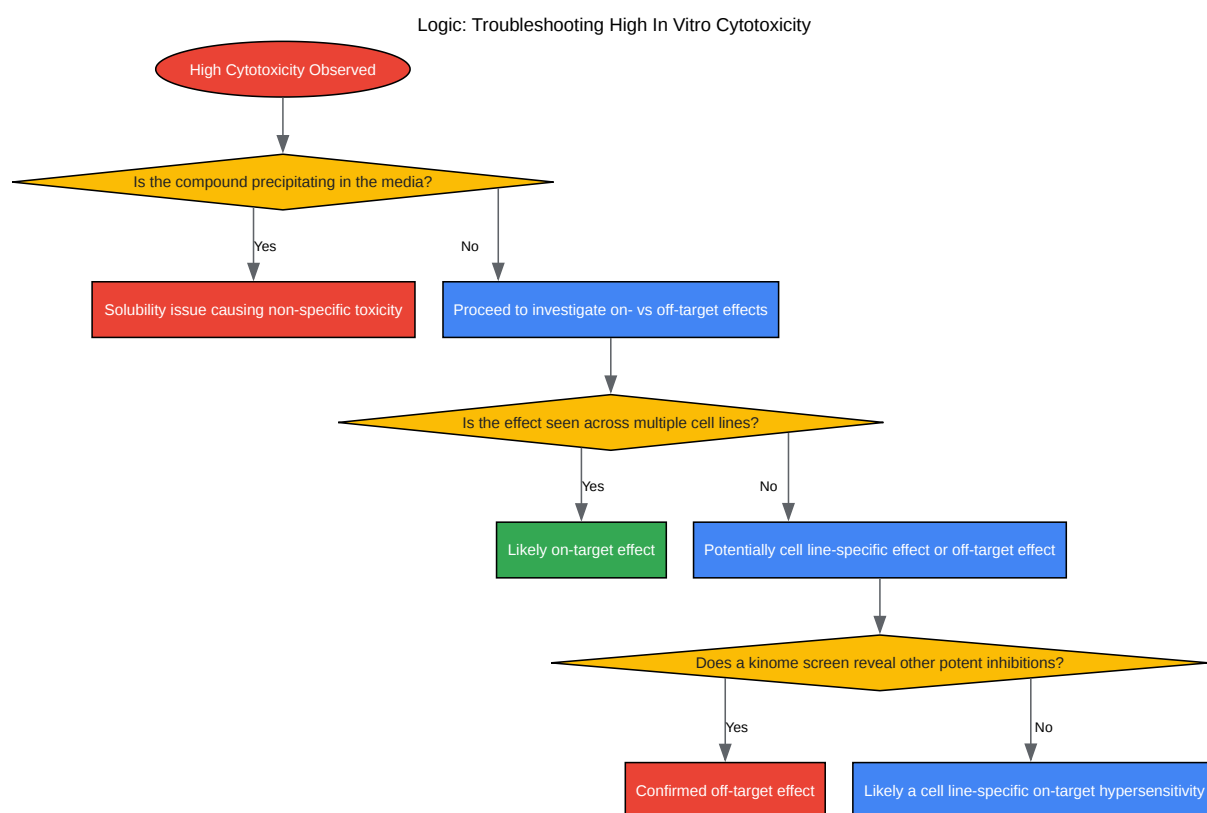 Logic: Troubleshooting High In Vitro Cytotoxicity
High Cytotoxicity Observed
Is the compound precipitating in the media?
Yes
No
Solubility issue causing non-specific toxicity
Proceed to investigate on- vs off-target effects
Is the effect seen across multiple cell lines?
Yes
No
Likely on-target effect
Potentially cell line-specific effect or off-target effect
Does a kinome screen reveal other potent inhibitions?
Yes
No
Confirmed off-target effect
Likely a cell line-specific on-target hypersensitivity